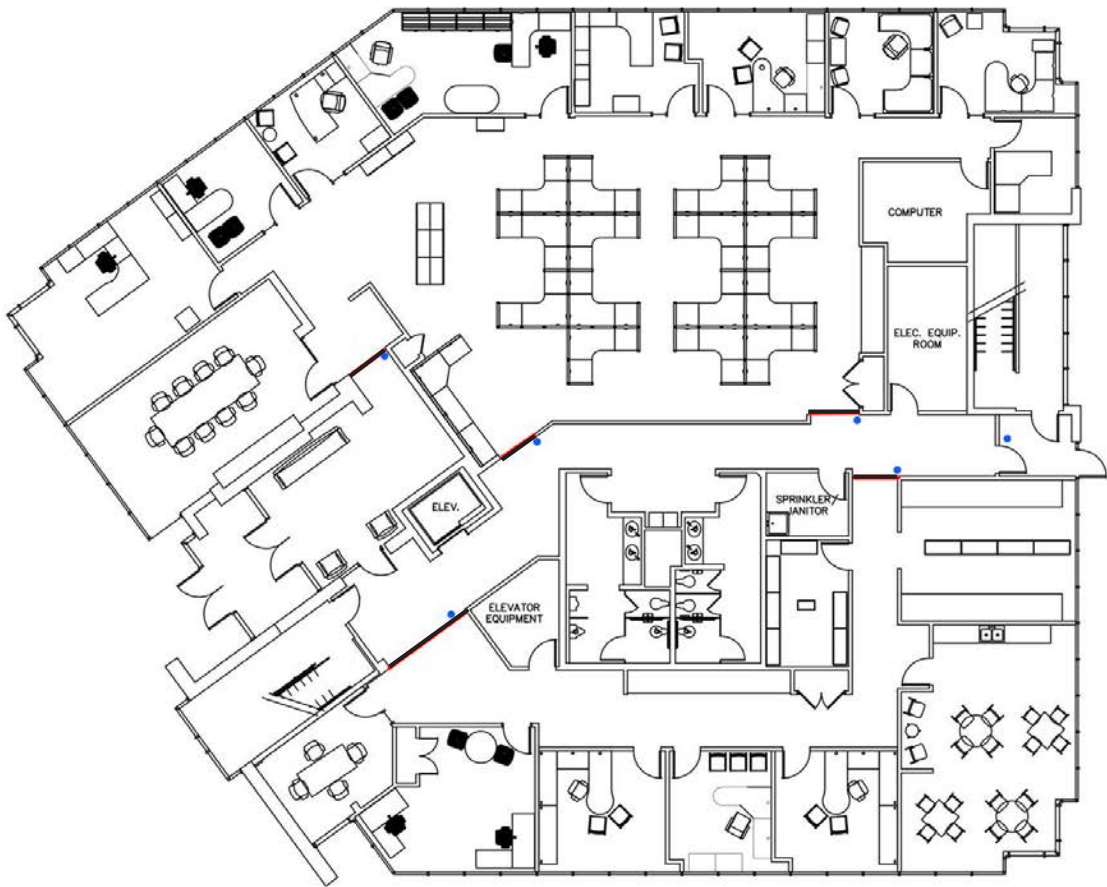 COMPUTER
ELEC. EQUIP.
ROOM
ELEV.
SPRINKLER/
JANITOR
ELEVATOR
EQUIPMENT